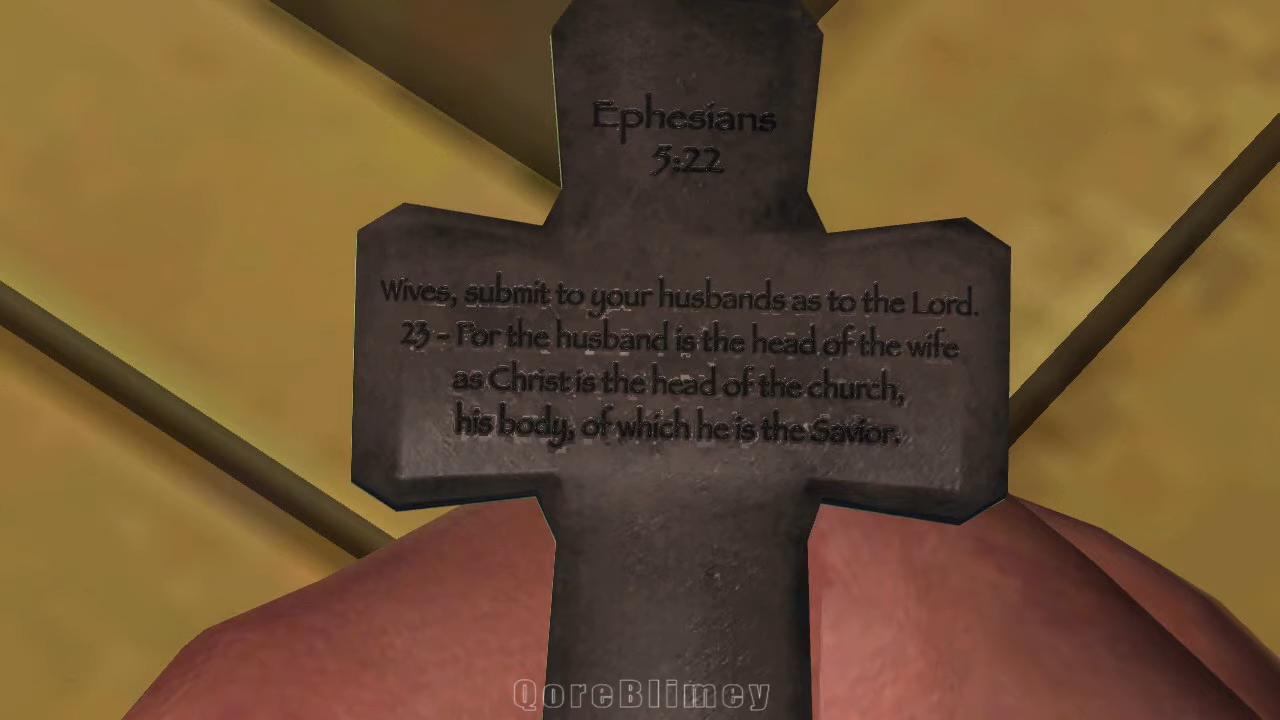 Ephesians
5:22
Wives, submit to your husbands as to the Lord.
23 - For the husband is the head of the wife
as Christ is the head of the church,
his body, of which he is the Savior.
QoreBlimey